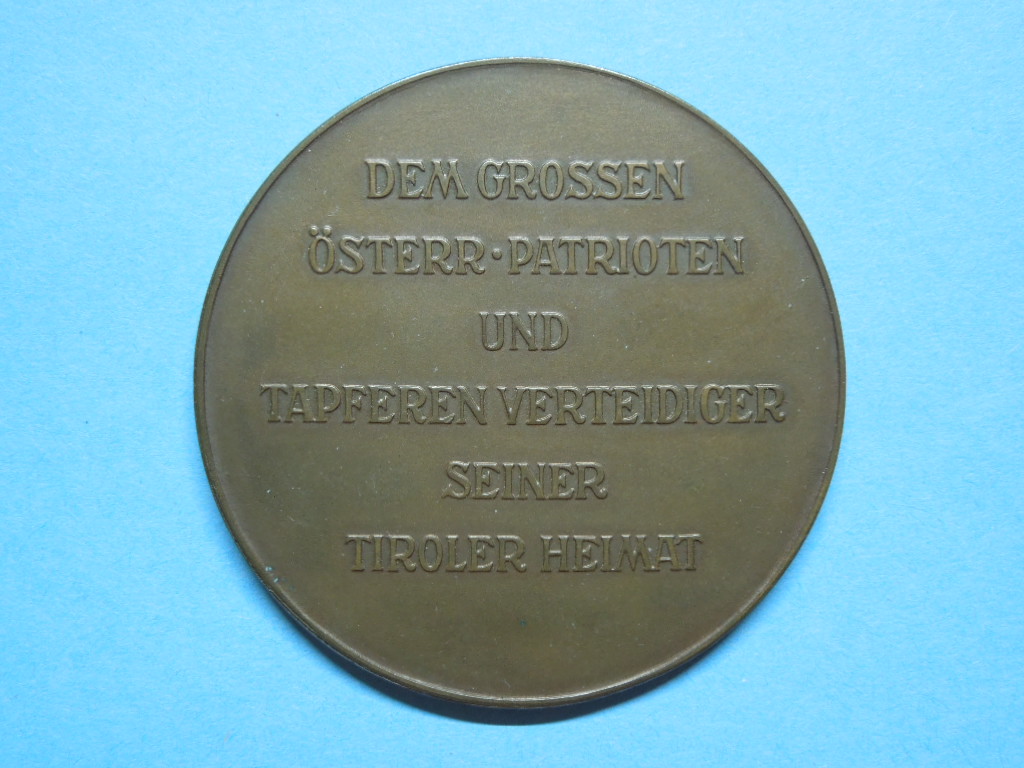 DEM GROSSEN
ÖSTERR·PATRIOTEN
UND
TAPFEREN VERTEIDIGER
SEINER
TIROLER HEIMAT